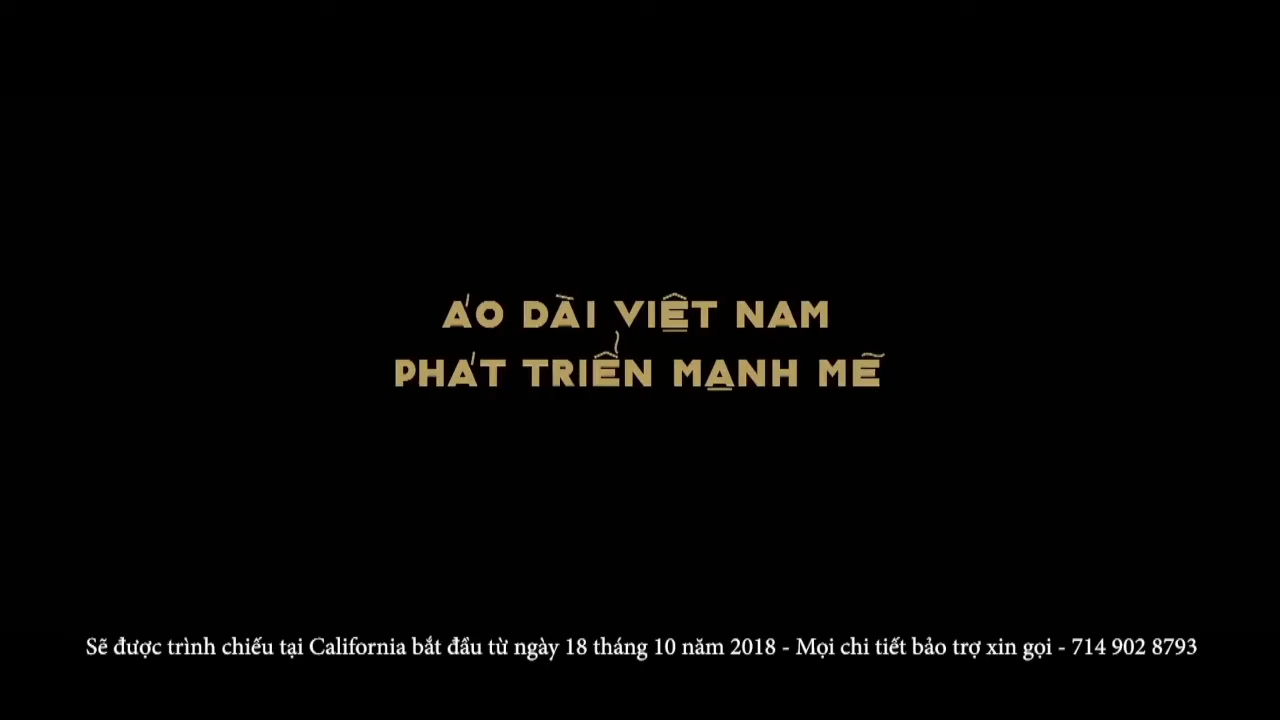 ÁO DÀI VIỆT NAM
PHÁT TRIỂN MẠNH MẼ
Sẽ được trình chiếu tại California bắt đầu từ ngày 18 tháng 10 năm 2018 - Mọi chi tiết bảo trợ xin gọi - 714 902 8793